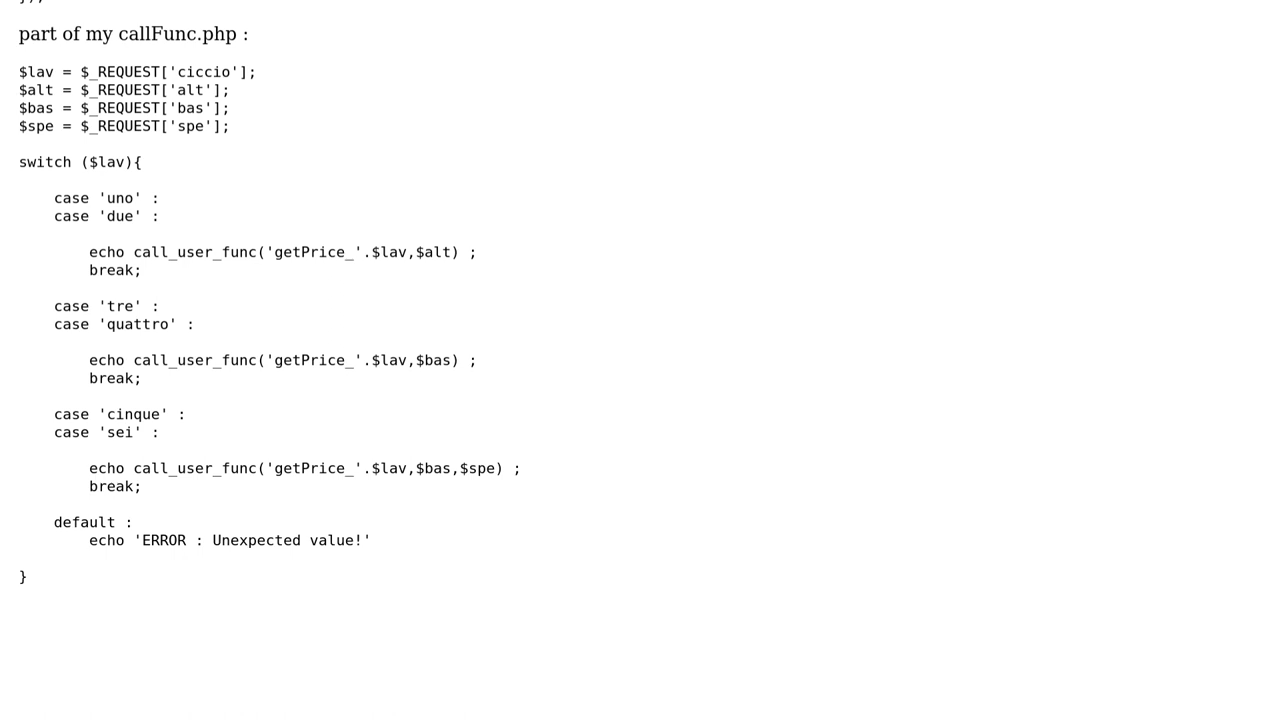 part of my callFunc.php :
$lav = $_REQUEST['ciccio'];
$alt = $_REQUEST['alt'];
$bas = $_REQUEST['bas'];
$spe = $_REQUEST['spe'];
switch ($lav){
    case 'uno' :
    case 'due' :
        echo call_user_func('getPrice_'.$lav,$alt) ;
        break;
    case 'tre' :
    case 'quattro' :
        echo call_user_func('getPrice_'.$lav,$bas) ;
        break;
    case 'cinque' :
    case 'sei' :
        echo call_user_func('getPrice_'.$lav,$bas,$spe) ;
        break;
    default :
        echo 'ERROR : Unexpected value!'
}